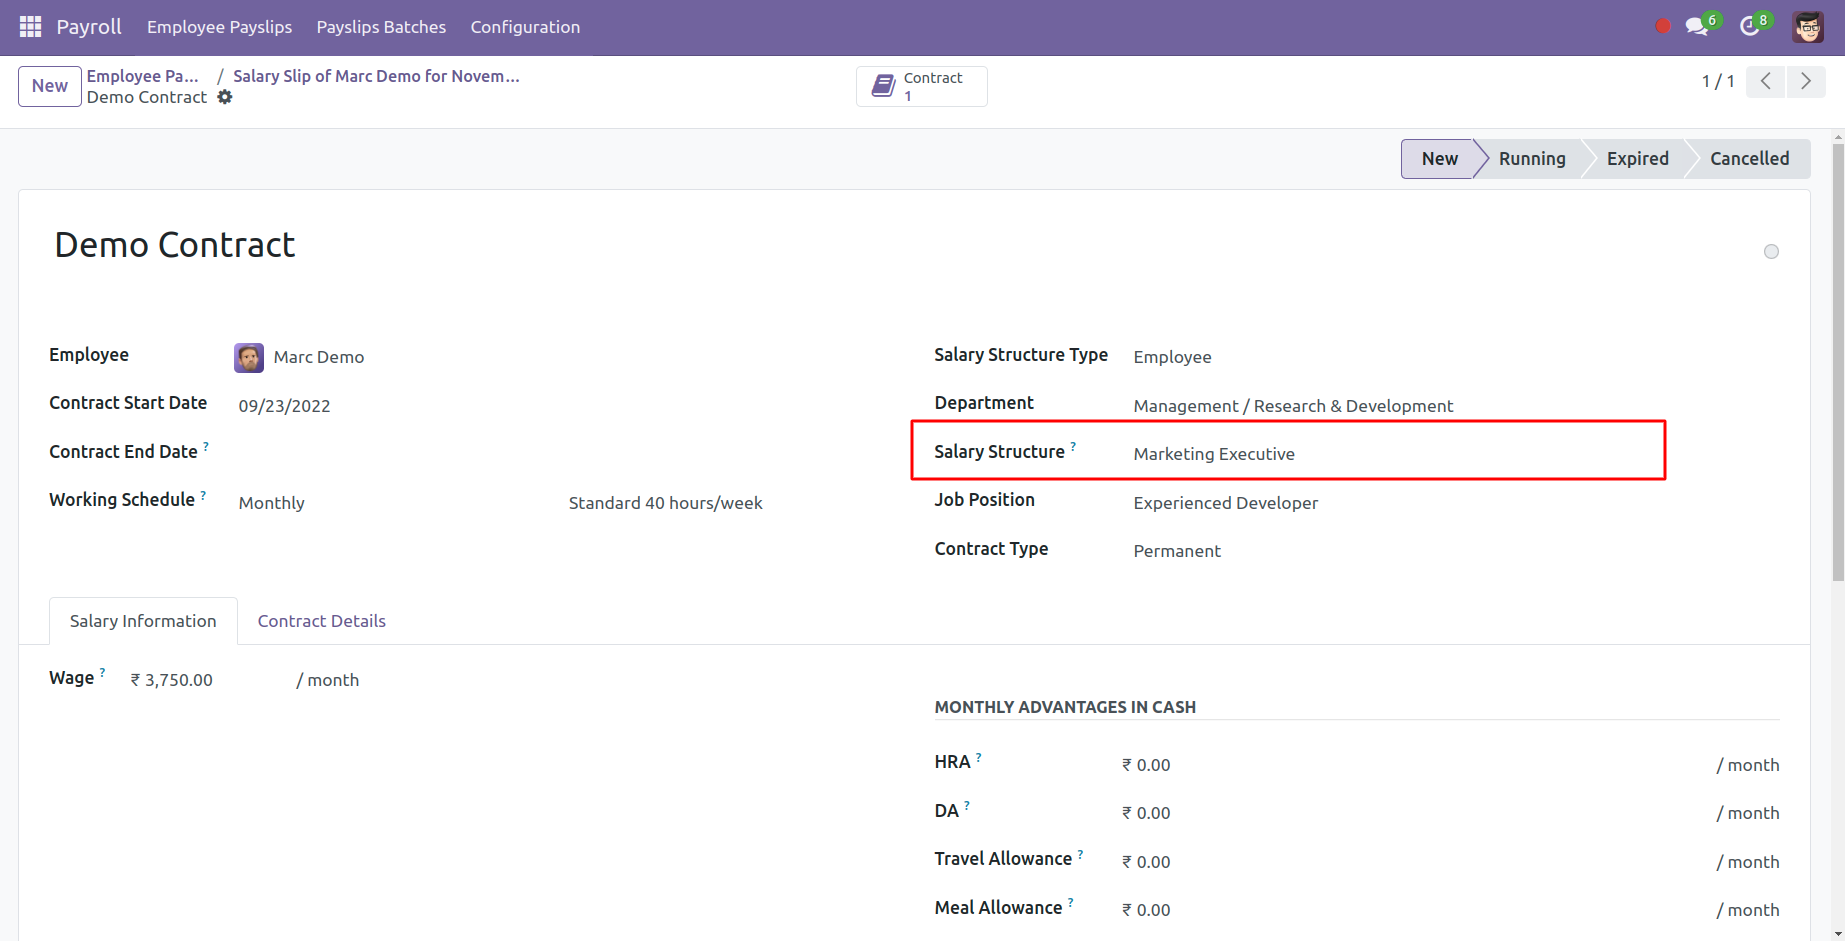 Payroll Employee Payslips Payslips Batches Configuration 6 8
New Employee Pa... / Salary Slip of Marc Demo for Novem...
Demo Contract
Contract
1
1 / 1
New Running Expired Cancelled
Demo Contract
Employee Marc Demo
Salary Structure Type Employee
Contract Start Date 09/23/2022
Department Management / Research & Development
Contract End Date ?
Salary Structure ? Marketing Executive
Working Schedule ? Monthly Standard 40 hours/week
Job Position Experienced Developer
Contract Type Permanent
Salary Information Contract Details
Wage ? ₹ 3,750.00 / month
MONTHLY ADVANTAGES IN CASH
HRA ? ₹ 0.00 / month
DA ? ₹ 0.00 / month
Travel Allowance ? ₹ 0.00 / month
Meal Allowance ? ₹ 0.00 / month